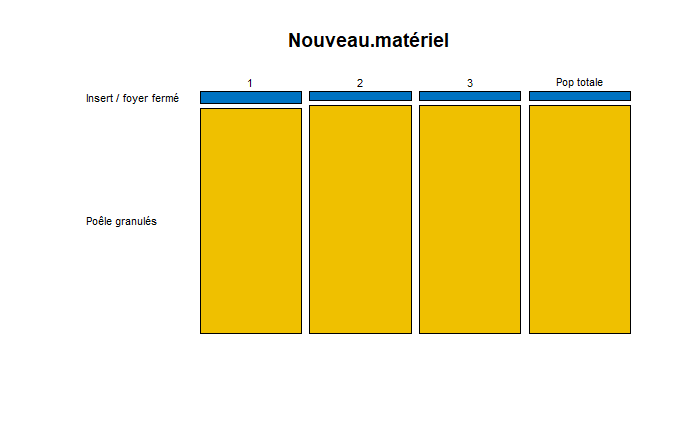 Nouveau.matériel
1 2 3 Pop totale
Insert / foyer fermé
Poêle granulés